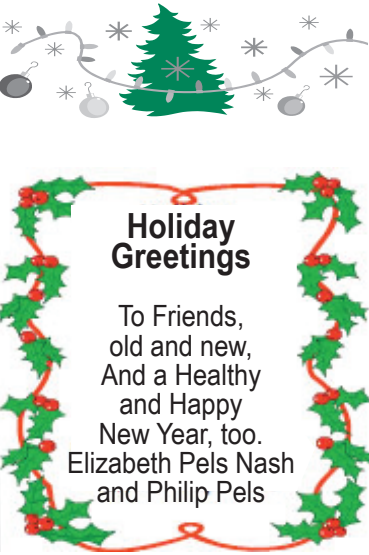 Holiday
Greetings
To Friends,
old and new,
And a Healthy
and Happy
New Year, too.
Elizabeth Pels Nash
and Philip Pels